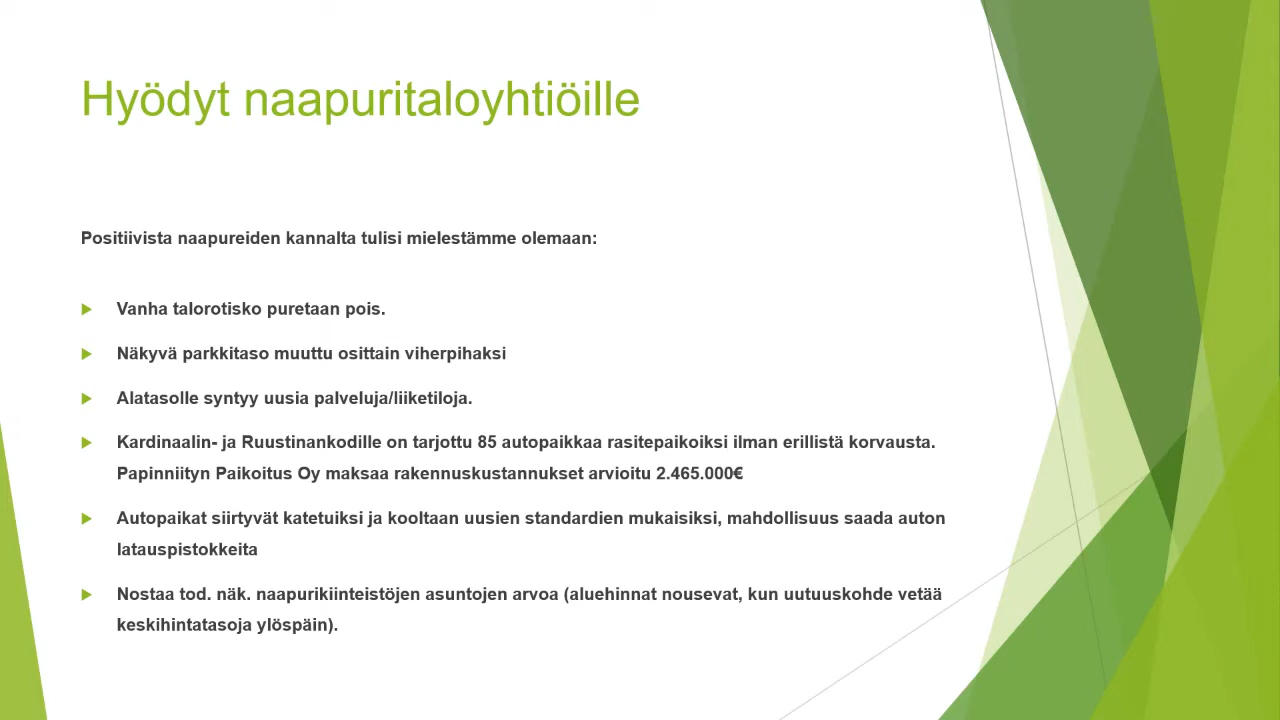 Hyödyt naapuritaloyhtiöille
Positiivista naapureiden kannalta tulisi mielestämme olemaan:
Vanha talorotisko puretaan pois.
Näkyvä parkkitaso muuttu osittain viherpihaksi
Alatasolle syntyy uusia palveluja/liiketiloja.
Kardinaalin- ja Ruustinankodille on tarjottu 85 autopaikkaa rasitepaikoiksi ilman erillistä korvausta.
Papinniityn Paikoitus Oy maksaa rakennuskustannukset arvioitu 2.465.000€
Autopaikat siirtyvät katetuiksi ja kooltaan uusien standardien mukaisiksi, mahdollisuus saada auton
latauspistokkeita
Nostaa tod. näk. naapurikiinteistöjen asuntojen arvoa (aluehinnat nousevat, kun uutuuskohde vetää
keskihintatasoja ylöspäin).